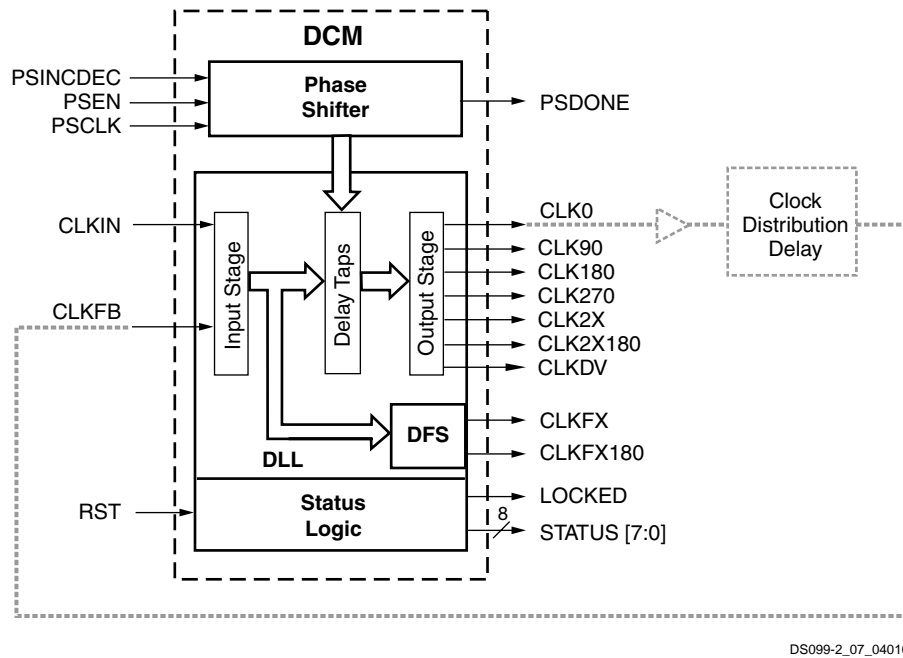 DCM
PSINCDEC
PSEN
PSCLK
Phase
Shifter
PSDONE
CLKIN
CLKFB
Input Stage
Delay Taps
Output Stage
CLK0
CLK90
CLK180
CLK270
CLK2X
CLK2X180
CLKDV
Clock
Distribution
Delay
DFS
CLKFX
CLKFX180
DLL
RST
Status
Logic
LOCKED
8
STATUS [7:0]